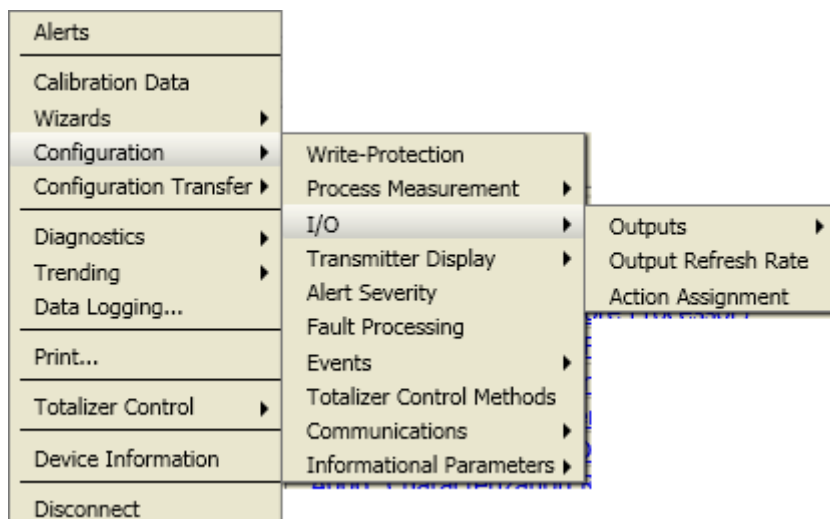 Alerts
Calibration Data
Wizards
Configuration
Configuration Transfer
Diagnostics
Trending
Data Logging...
Print...
Totalizer Control
Device Information
Disconnect
Write-Protection
Process Measurement
I/O
Transmitter Display
Alert Severity
Fault Processing
Events
Totalizer Control Methods
Communications
Informational Parameters
Outputs
Output Refresh Rate
Action Assignment